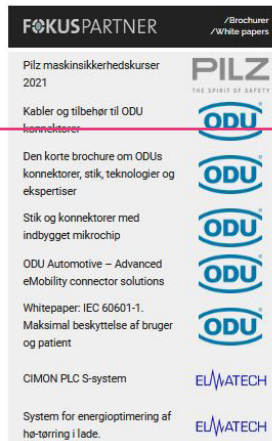 FOKUSPARTNER
/Brochurer
/White papers
Pilz maskinsikkerhedskurser
2021
PILZ
THE SPIRIT OF SAFETY
Kabler og tilbehør til ODU
konnektorer
ODU
Den korte brochure om ODUs
konnektorer, stik, teknologier og
ekspertiser
ODU
Stik og konnektorer med
indbygget mikrochip
ODU
ODU Automotive – Advanced
eMobility connector solutions
ODU
Whitepaper: IEC 60601-1.
Maksimal beskyttelse af bruger
og patient
ODU
CIMON PLC S-system
ELMATECH
System for energioptimering af
hø-tørring i lade.
ELMATECH